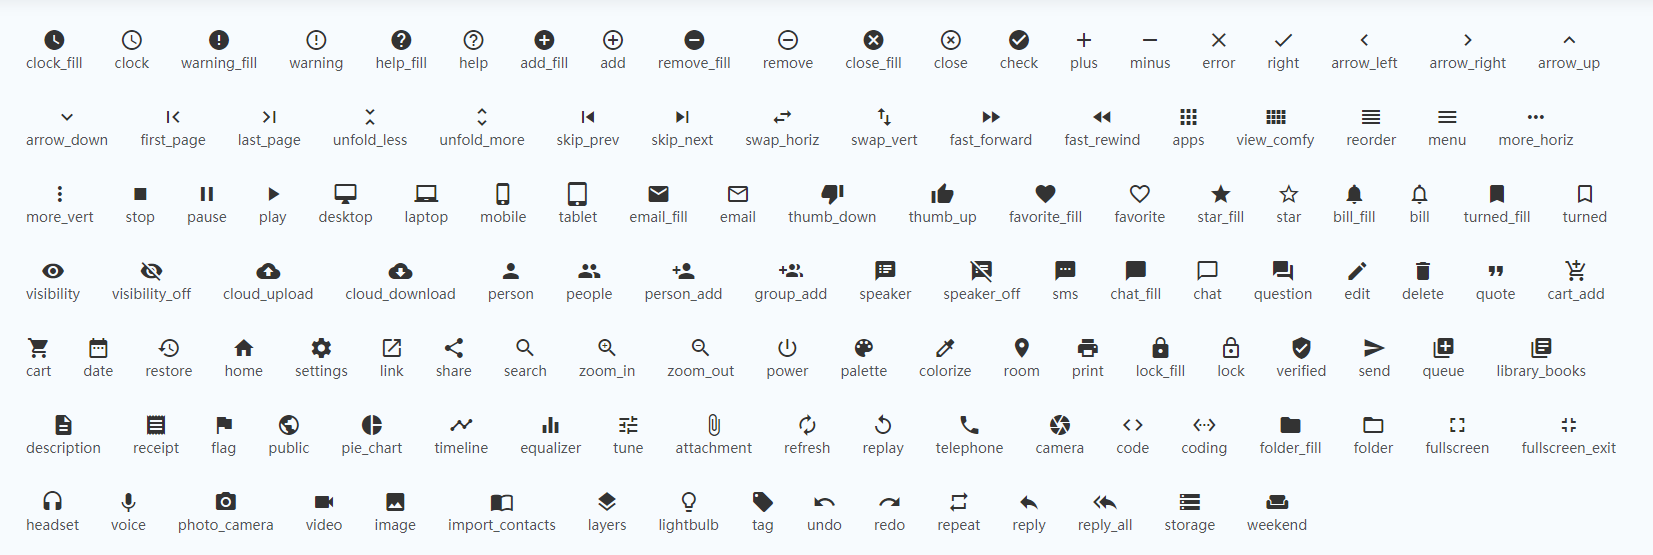 clock_fill clock warning_fill warning help_fill help add_fill add remove_fill remove close_fill close check plus minus error right arrow_left arrow_right arrow_up
arrow_down first_page last_page unfold_less unfold_more skip_prev skip_next swap_horiz swap_vert fast_forward fast_rewind apps view_comfy reorder menu more_horiz
more_vert stop pause play desktop laptop mobile tablet email_fill email thumb_down thumb_up favorite_fill favorite star_fill star bill_fill bill turned_fill turned
visibility visibility_off cloud_upload cloud_download person people person_add group_add speaker speaker_off sms chat_fill chat question edit delete quote cart_add
cart date restore home settings link share search zoom_in zoom_out power palette colorize room print lock_fill lock verified send queue library_books
description receipt flag public pie_chart timeline equalizer tune attachment refresh replay telephone camera code coding folder_fill folder fullscreen fullscreen_exit
headset voice photo_camera video image import_contacts layers lightbulb tag undo redo repeat reply reply_all storage weekend